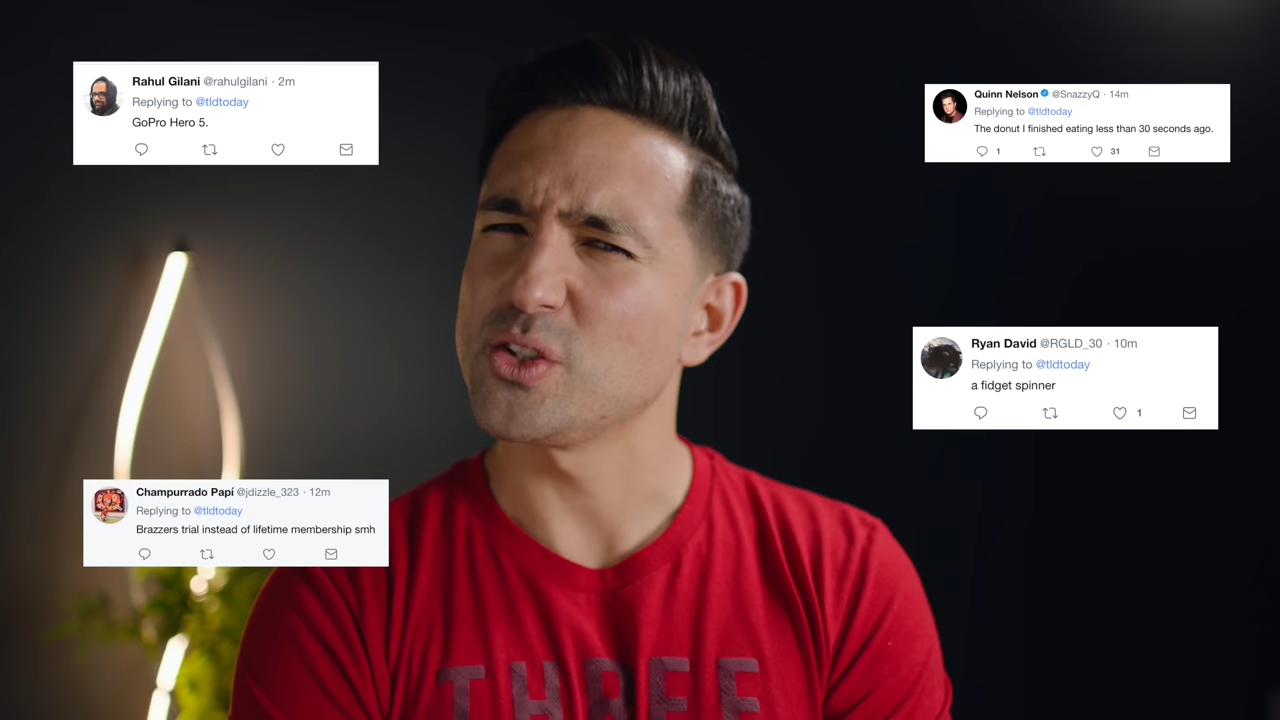 Rahul Gilani @rahulgilani · 2m
Replying to @tldtoday
GoPro Hero 5.
Quinn Nelson @SnazzyQ · 14m
Replying to @tldtoday
The donut I finished eating less than 30 seconds ago.
1 31
Ryan David @RGLD_30 · 10m
Replying to @tldtoday
a fidget spinner
1
Champurrado Papí @jdizzle_323 · 12m
Replying to @tldtoday
Brazzers trial instead of lifetime membership smh
THREE